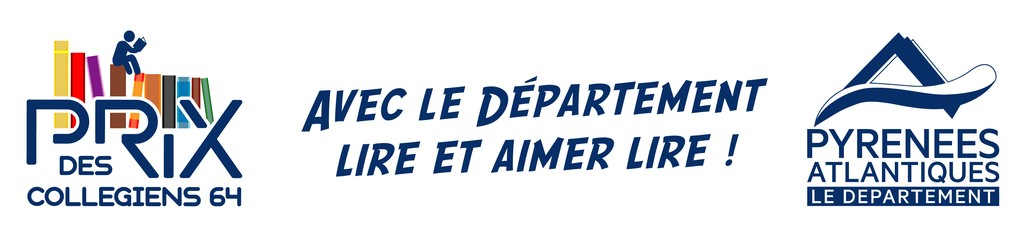 PRIX
DES
COLLEGIENS 64
AVEC LE DÉPARTEMENT
LIRE ET AIMER LIRE !
PYRENEES
ATLANTIQUES
LE DEPARTEMENT